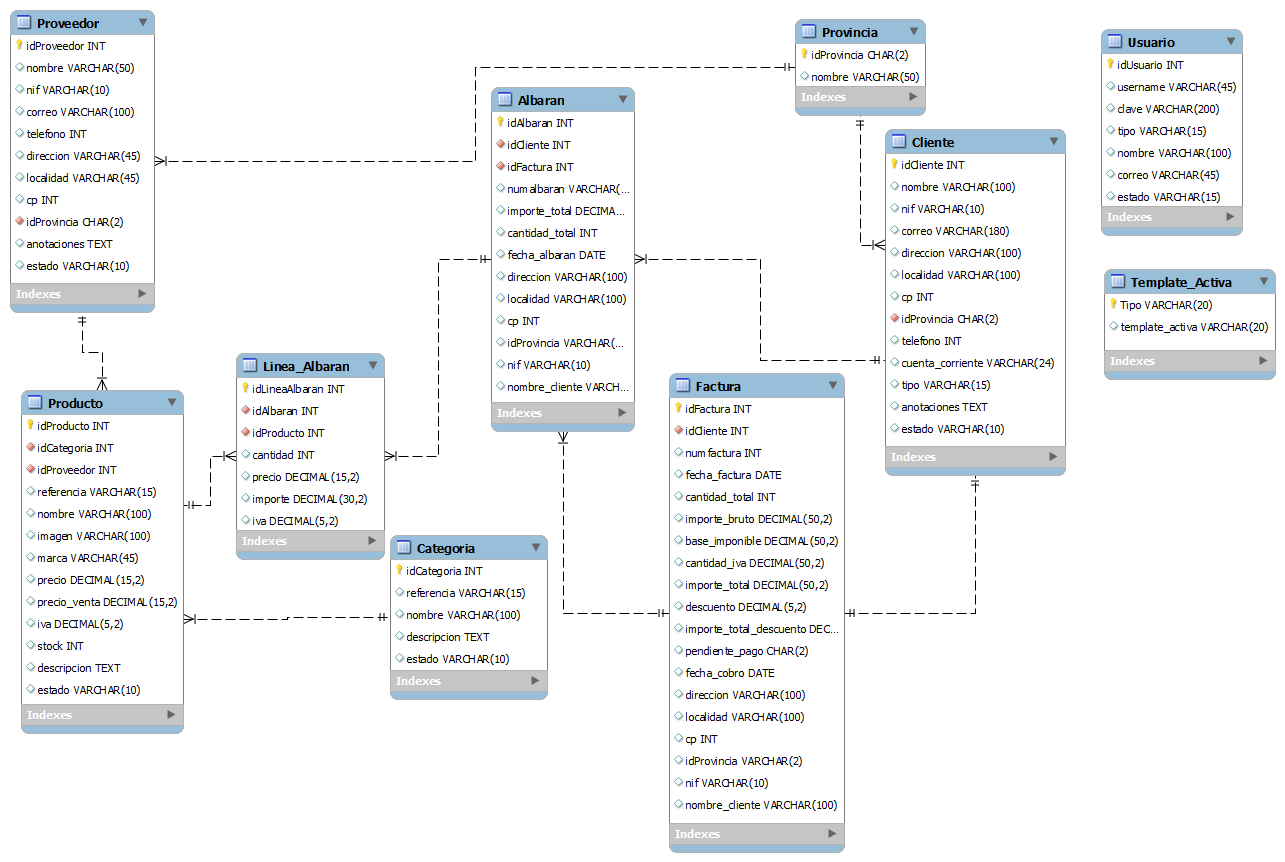 Proveedor
idProveedor INT
nombre VARCHAR(50)
nif VARCHAR(10)
correo VARCHAR(100)
telefono INT
direccion VARCHAR(45)
localidad VARCHAR(45)
cp INT
idProvincia CHAR(2)
anotaciones TEXT
estado VARCHAR(10)
Indexes
Provincia
idProvincia CHAR(2)
nombre VARCHAR(50)
Indexes
Usuario
idUsuario INT
username VARCHAR(45)
clave VARCHAR(200)
tipo VARCHAR(15)
nombre VARCHAR(100)
correo VARCHAR(45)
estado VARCHAR(15)
Indexes
Albaran
idAlbaran INT
idCliente INT
idFactura INT
numalbaran VARCHAR(...
importe_total DECIMA...
cantidad_total INT
fecha_albaran DATE
direccion VARCHAR(100)
localidad VARCHAR(100)
cp INT
idProvincia VARCHAR(...
nif VARCHAR(10)
nombre_cliente VARCH...
Indexes
Cliente
idCliente INT
nombre VARCHAR(100)
nif VARCHAR(10)
correo VARCHAR(180)
direccion VARCHAR(100)
localidad VARCHAR(100)
cp INT
idProvincia CHAR(2)
telefono INT
cuenta_corriente VARCHAR(24)
tipo VARCHAR(15)
anotaciones TEXT
estado VARCHAR(10)
Indexes
Template_Activa
Tipo VARCHAR(20)
template_activa VARCHAR(20)
Indexes
Linea_Albaran
idLineaAlbaran INT
idAlbaran INT
idProducto INT
cantidad INT
precio DECIMAL(15,2)
importe DECIMAL(30,2)
iva DECIMAL(5,2)
Indexes
Producto
idProducto INT
idCategoria INT
idProveedor INT
referencia VARCHAR(15)
nombre VARCHAR(100)
imagen VARCHAR(100)
marca VARCHAR(45)
precio DECIMAL(15,2)
precio_venta DECIMAL(15,2)
iva DECIMAL(5,2)
stock INT
descripcion TEXT
estado VARCHAR(10)
Indexes
Categoria
idCategoria INT
referencia VARCHAR(15)
nombre VARCHAR(100)
descripcion TEXT
estado VARCHAR(10)
Indexes
Factura
idFactura INT
idCliente INT
numfactura INT
fecha_factura DATE
cantidad_total INT
importe_bruto DECIMAL(50,2)
base_imponible DECIMAL(50,2)
cantidad_iva DECIMAL(50,2)
importe_total DECIMAL(50,2)
descuento DECIMAL(5,2)
importe_total_descuento DEC...
pendiente_pago CHAR(2)
fecha_cobro DATE
direccion VARCHAR(100)
localidad VARCHAR(100)
cp INT
idProvincia VARCHAR(2)
nif VARCHAR(10)
nombre_cliente VARCHAR(100)
Indexes